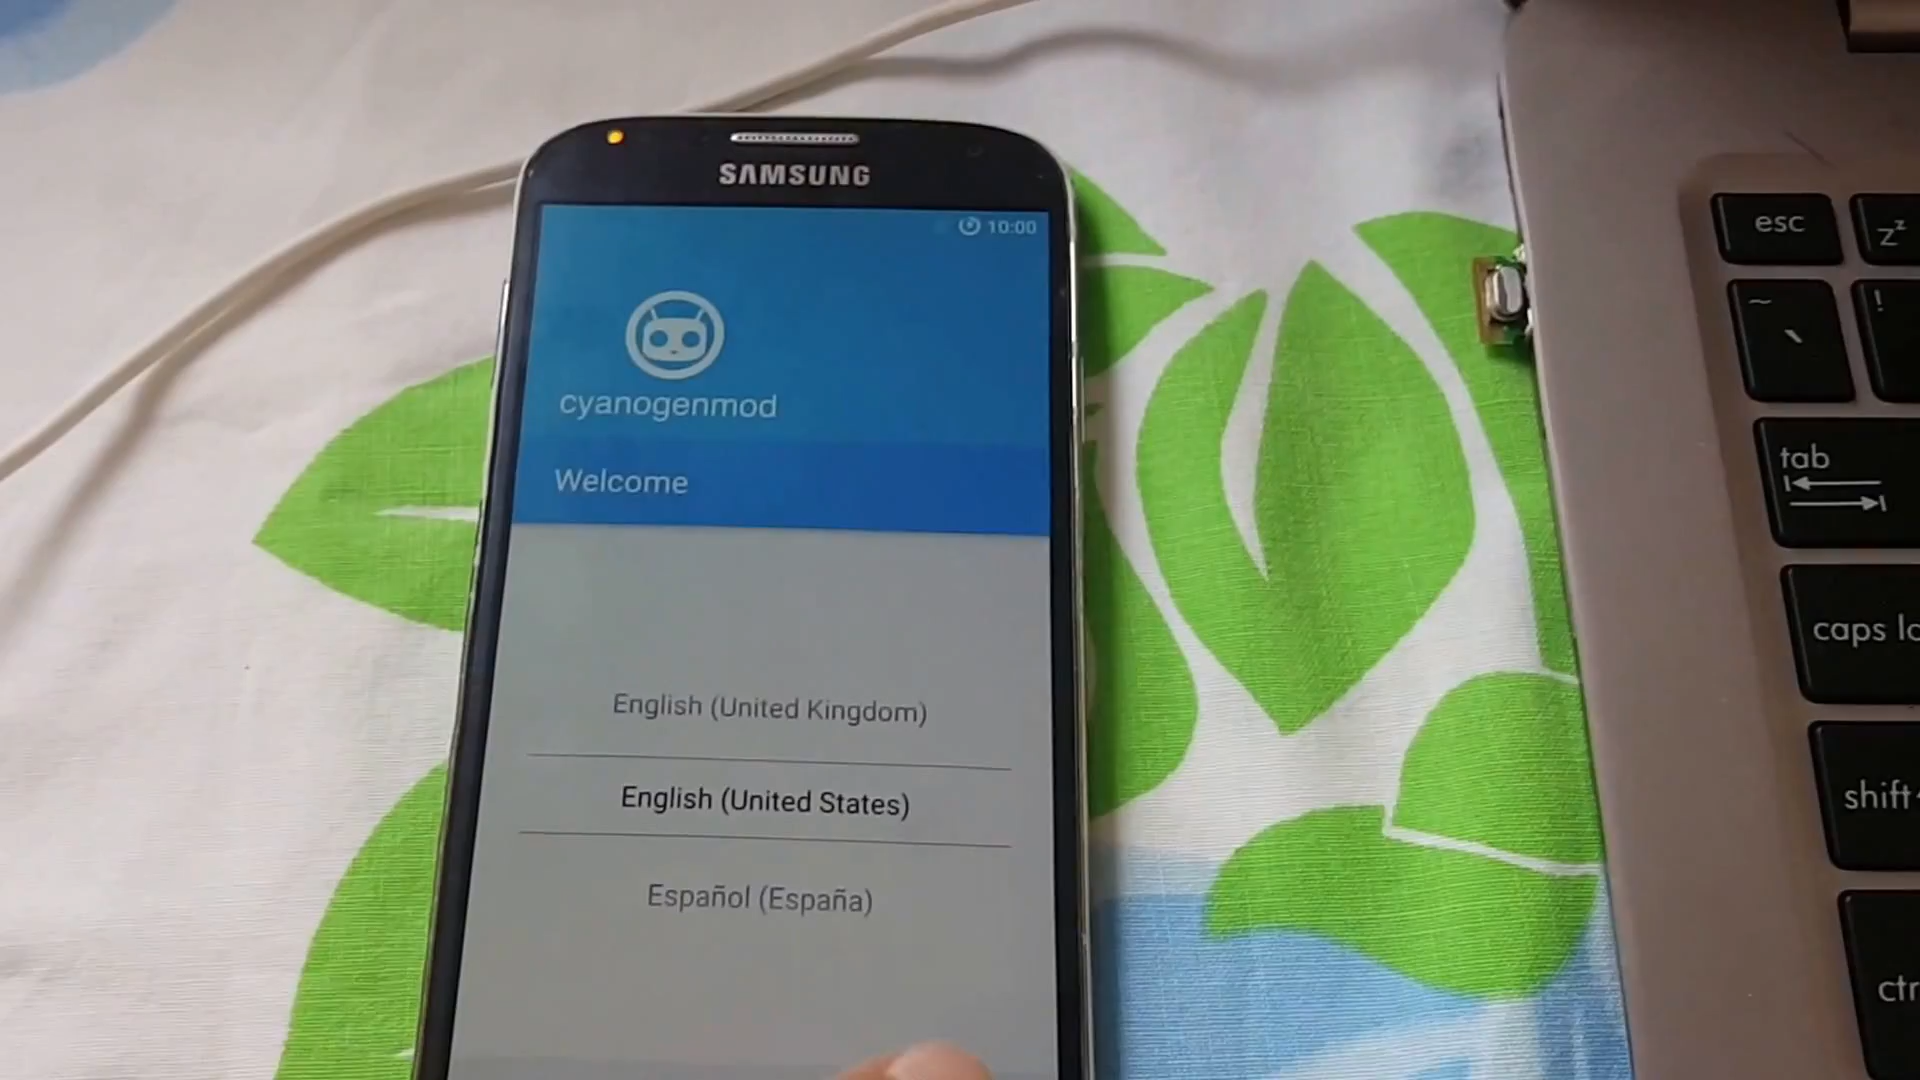 SAMSUNG
10:00
cyanogenmod
Welcome
English (United Kingdom)
English (United States)
Español (España)
esc
zᶻ
~
`
!
tab
caps lo
shift
ctr